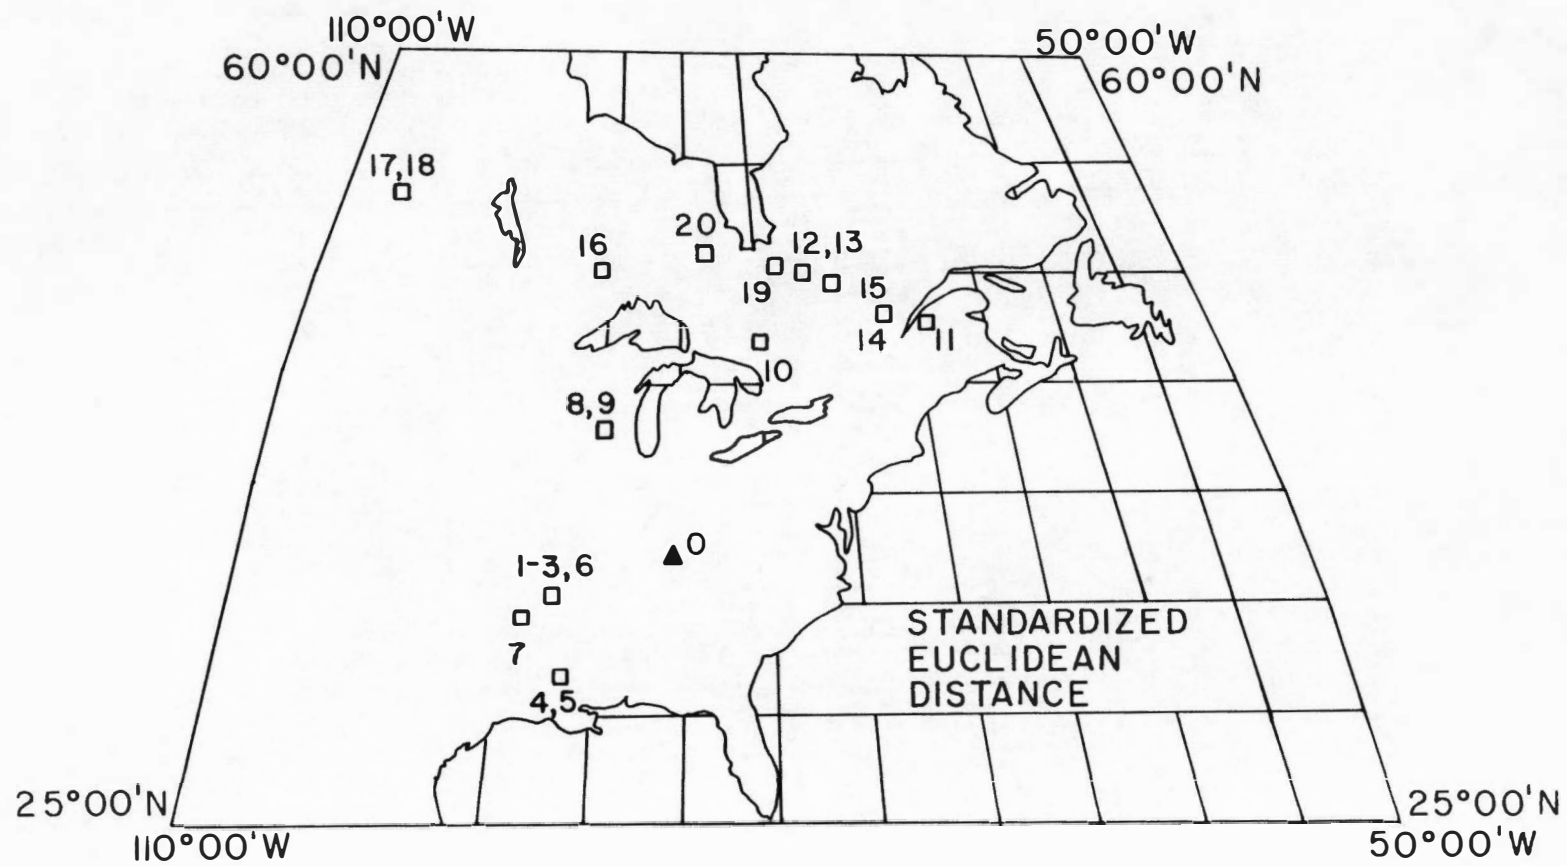 110°00'W
50°00'W
60°00'N
60°00'N
17,18
20
16
12,13
19
15
14
11
10
8,9
0
1-3,6
7
4,5
STANDARDIZED
EUCLIDEAN
DISTANCE
25°00'N
25°00'N
110°00'W
50°00'W